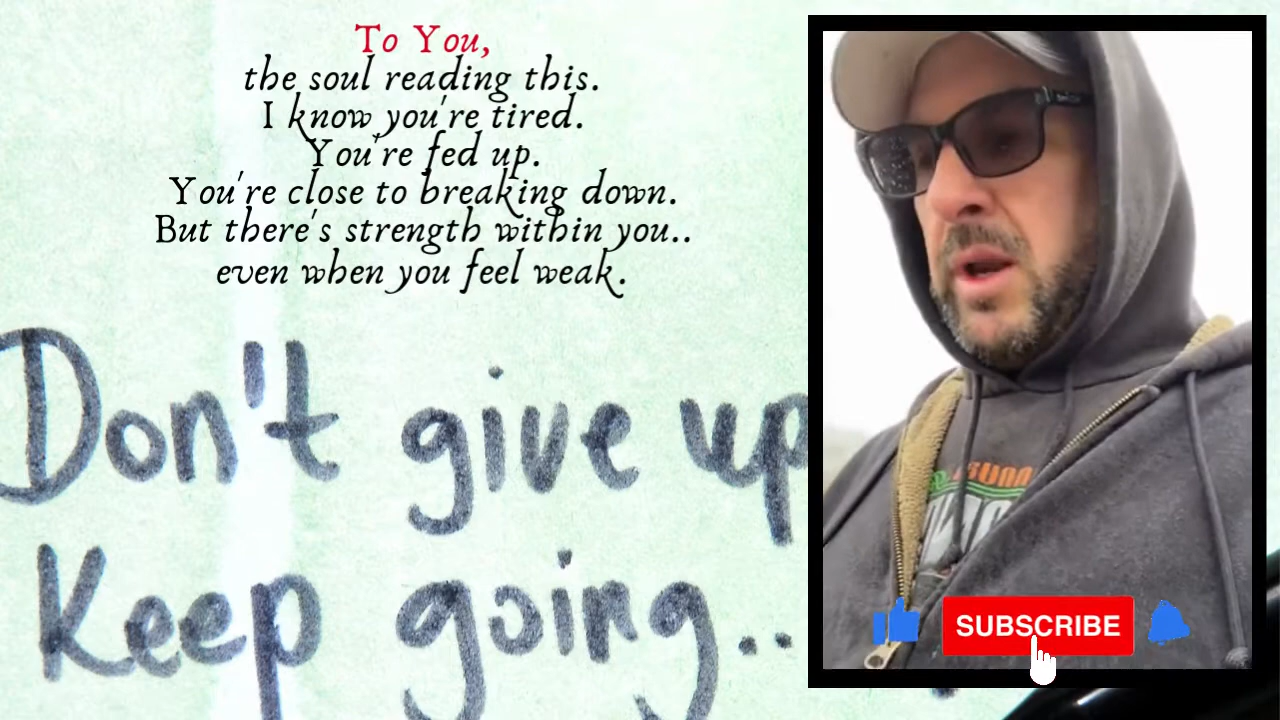 To You,
the soul reading this.
I know you're tired.
You're fed up.
You're close to breaking down.
But there's strength within you..
even when you feel weak.
Don't give up
Keep going..
SUBSCRIBE